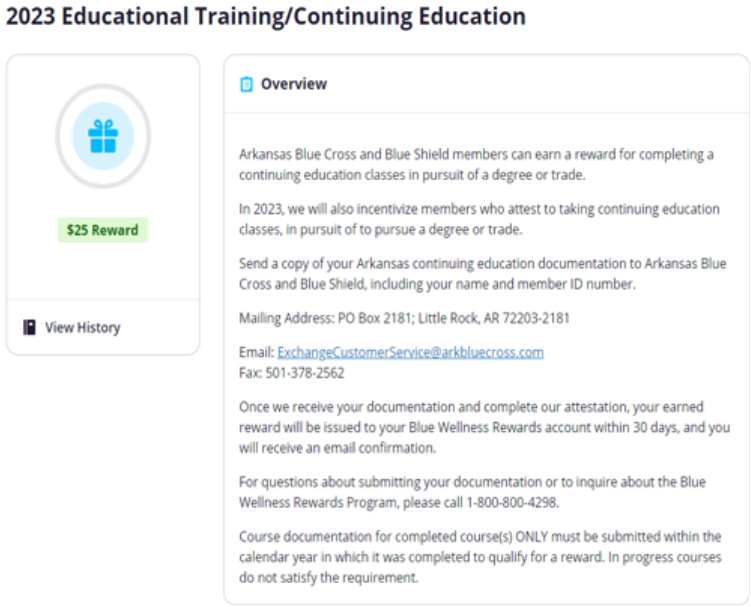 2023 Educational Training/Continuing Education
$25 Reward
View History
Overview
Arkansas Blue Cross and Blue Shield members can earn a reward for completing a
continuing education classes in pursuit of a degree or trade.
In 2023, we will also incentivize members who attest to taking continuing education
classes, in pursuit of to pursue a degree or trade.
Send a copy of your Arkansas continuing education documentation to Arkansas Blue
Cross and Blue Shield, including your name and member ID number.
Mailing Address: PO Box 2181; Little Rock, AR 72203-2181
Email: ExchangeCustomerService@arkbluecross.com
Fax: 501-378-2562
Once we receive your documentation and complete our attestation, your earned
reward will be issued to your Blue Wellness Rewards account within 30 days, and you
will receive an email confirmation.
For questions about submitting your documentation or to inquire about the Blue
Wellness Rewards Program, please call 1-800-800-4298.
Course documentation for completed course(s) ONLY must be submitted within the
calendar year in which it was completed to qualify for a reward. In progress courses
do not satisfy the requirement.